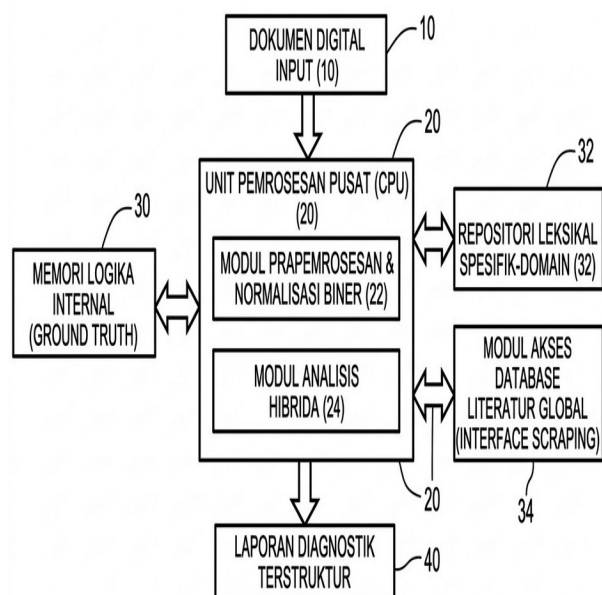 DOKUMEN DIGITAL
INPUT (10)
10
20
UNIT PEMROSESAN PUSAT (CPU)
(20)
MODUL PRAPEMROSESAN &
NORMALISASI BINER (22)
MODUL ANALISIS
HIBRIDA (24)
30
MEMORI LOGIKA
INTERNAL
(GROUND TRUTH)
32
REPOSITORI LEKSIKAL
SPESIFIK-DOMAIN (32)
MODUL AKSES
DATABASE
LITERATUR GLOBAL
(INTERFACE SCRAPING)
20
20
34
LAPORAN DIAGNOSTIK
TERSTRUKTUR
40